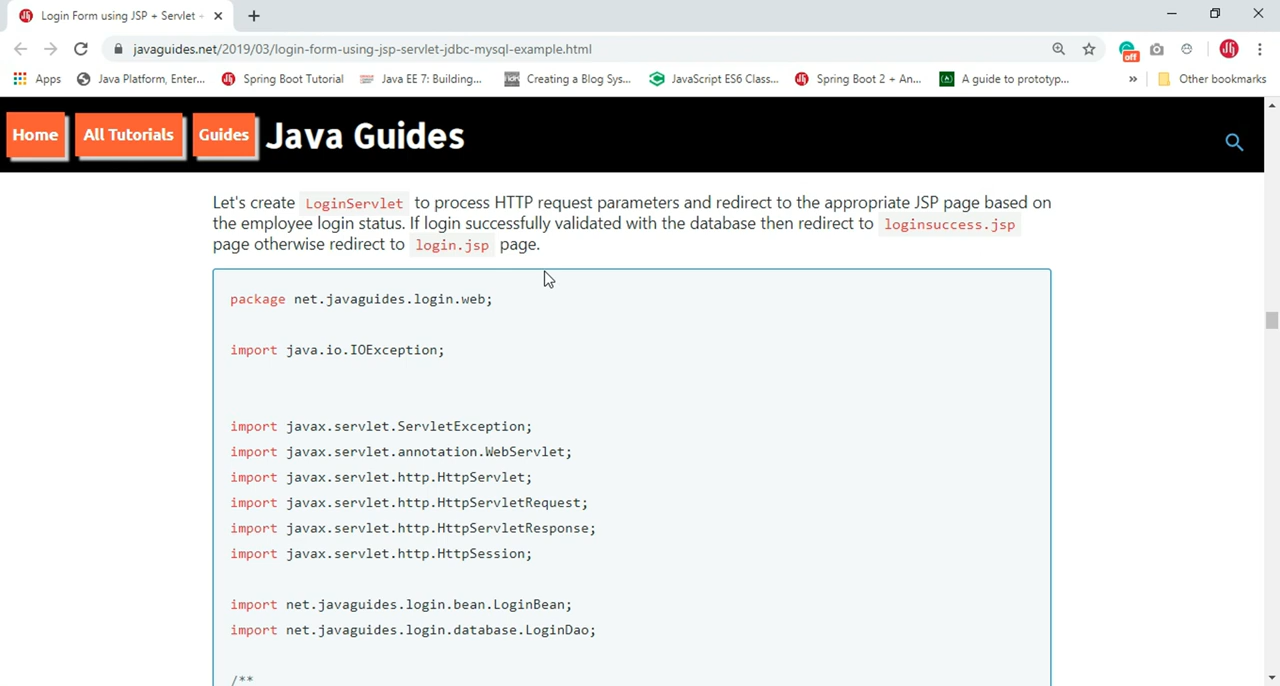 Login Form using JSP + Servlet +
javaguides.net/2019/03/login-form-using-jsp-servlet-jdbc-mysql-example.html
off
Apps Java Platform, Enter... Spring Boot Tutorial Java EE 7: Building... Creating a Blog Sys... JavaScript ES6 Class... Spring Boot 2 + An... A guide to prototyp... » Other bookmarks
Home All Tutorials Guides Java Guides
Let's create LoginServlet to process HTTP request parameters and redirect to the appropriate JSP page based on
the employee login status. If login successfully validated with the database then redirect to loginsuccess.jsp
page otherwise redirect to login.jsp page.
package net.javaguides.login.web;
import java.io.IOException;
import javax.servlet.ServletException;
import javax.servlet.annotation.WebServlet;
import javax.servlet.http.HttpServlet;
import javax.servlet.http.HttpServletRequest;
import javax.servlet.http.HttpServletResponse;
import javax.servlet.http.HttpSession;
import net.javaguides.login.bean.LoginBean;
import net.javaguides.login.database.LoginDao;
/**